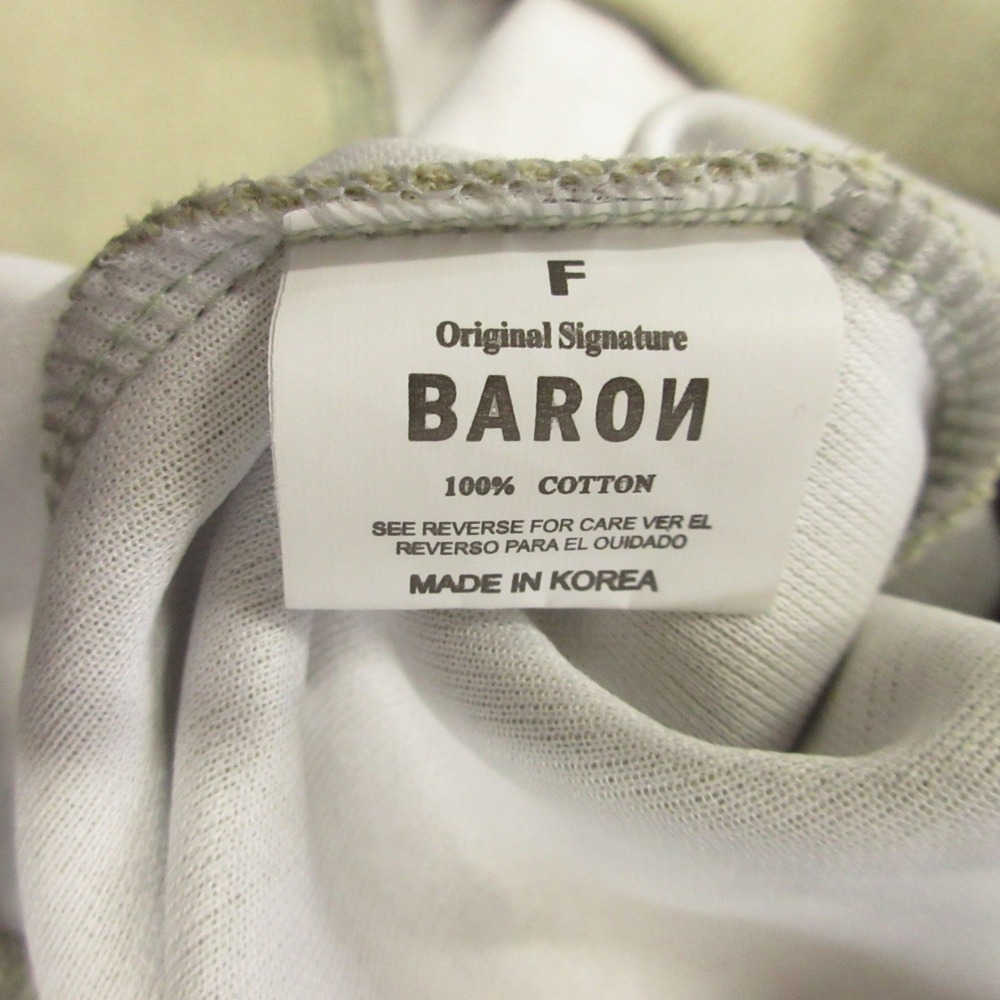 F
Original Signature
BAROИ
100% COTTON
SEE REVERSE FOR CARE VER EL
REVERSO PARA EL OUIDADO
MADE IN KOREA